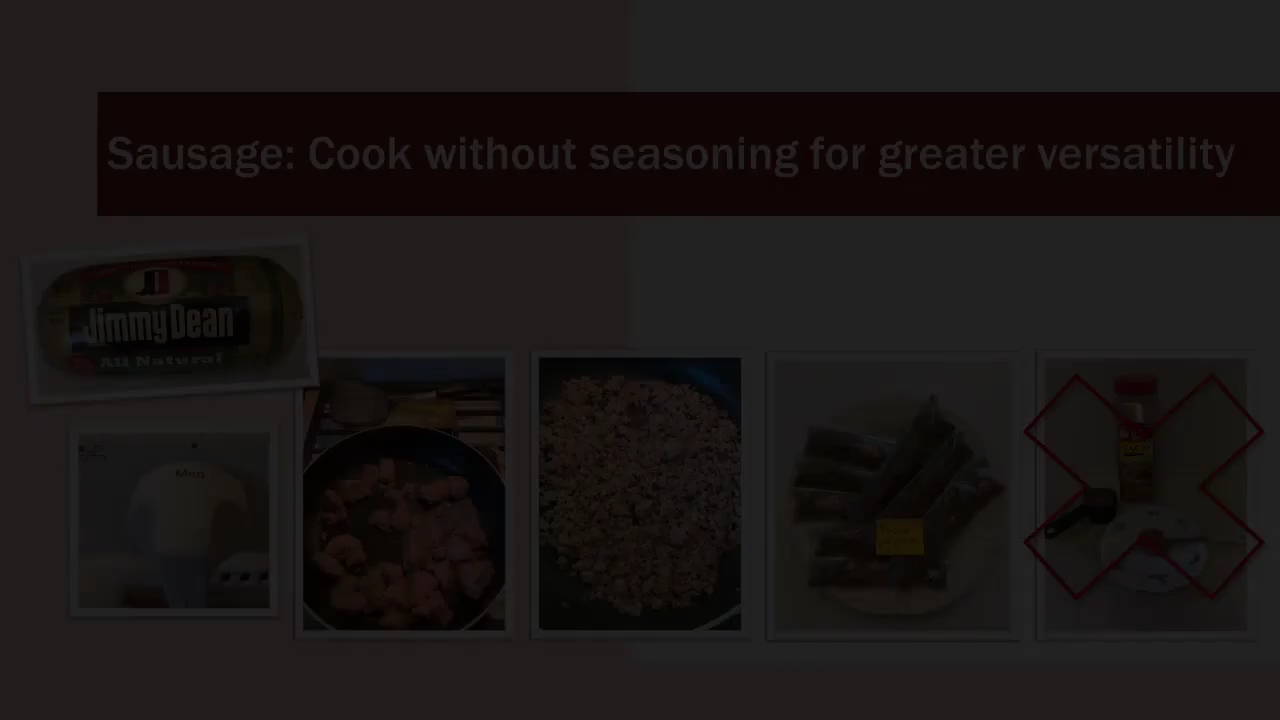 Sausage: Cook without seasoning for greater versatility
Jimmy Dean
All Natural